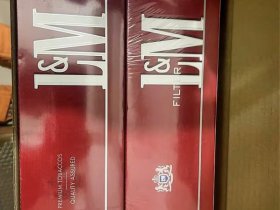 L&M
PREMIUM TOBACCOS
QUALITY ASSURED
L&M
FILTER